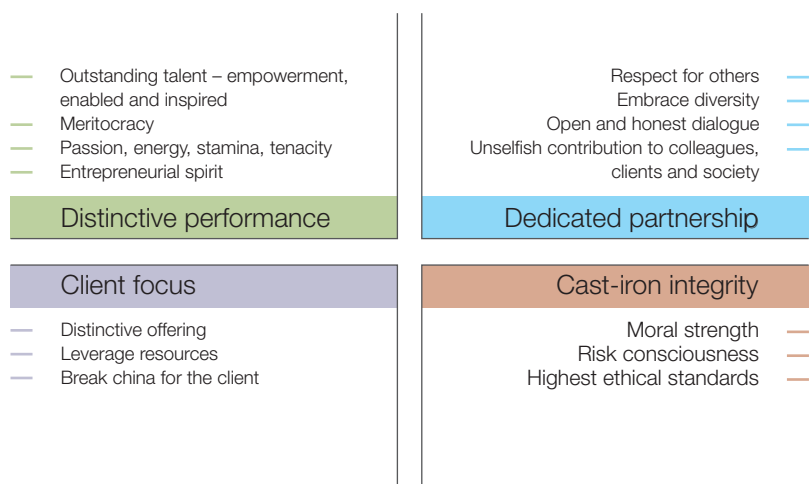 Outstanding talent – empowerment,
enabled and inspired
Meritocracy
Passion, energy, stamina, tenacity
Entrepreneurial spirit
Distinctive performance
Respect for others
Embrace diversity
Open and honest dialogue
Unselfish contribution to colleagues,
clients and society
Dedicated partnership
Client focus
Distinctive offering
Leverage resources
Break china for the client
Cast-iron integrity
Moral strength
Risk consciousness
Highest ethical standards